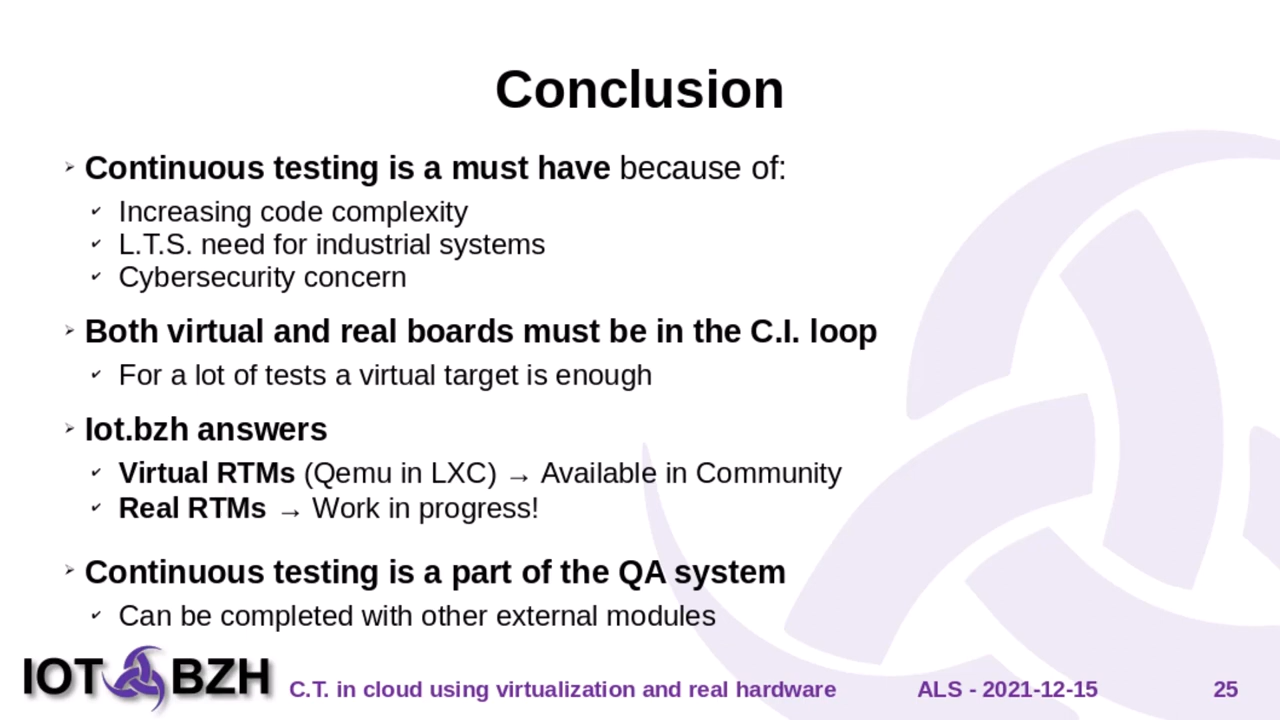 Conclusion
➢ Continuous testing is a must have because of:
✔ Increasing code complexity
✔ L.T.S. need for industrial systems
✔ Cybersecurity concern
➢ Both virtual and real boards must be in the C.I. loop
✔ For a lot of tests a virtual target is enough
➢ Iot.bzh answers
✔ Virtual RTMs (Qemu in LXC) → Available in Community
✔ Real RTMs → Work in progress!
➢ Continuous testing is a part of the QA system
✔ Can be completed with other external modules
IOT BZH C.T. in cloud using virtualization and real hardware ALS - 2021-12-15 25